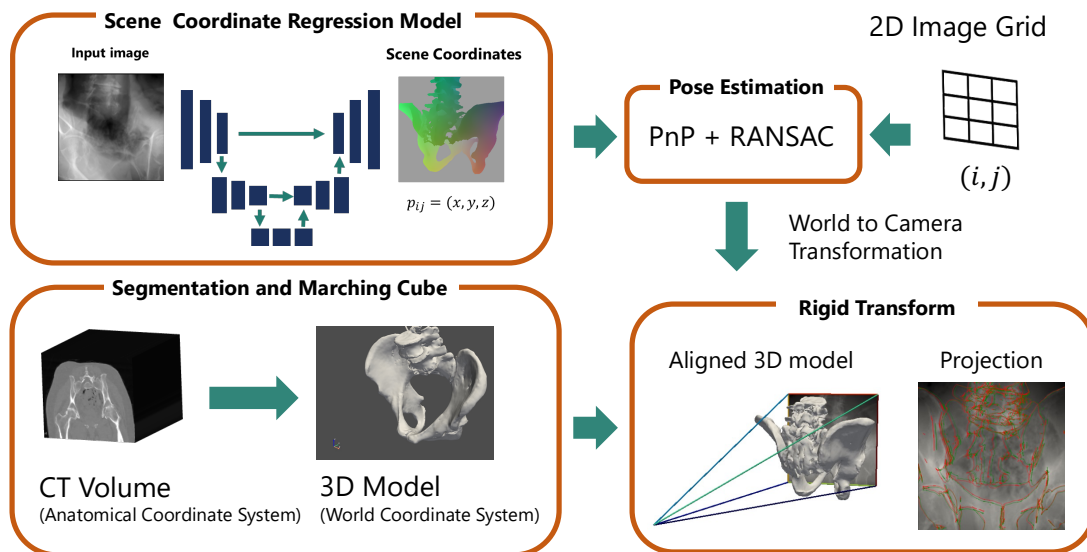 Scene Coordinate Regression Model
Input image
Scene Coordinates
p_{ij} = (x, y, z)
2D Image Grid
(i, j)
Pose Estimation
PnP + RANSAC
World to Camera
Transformation
Segmentation and Marching Cube
CT Volume
(Anatomical Coordinate System)
3D Model
(World Coordinate System)
Rigid Transform
Aligned 3D model
Projection